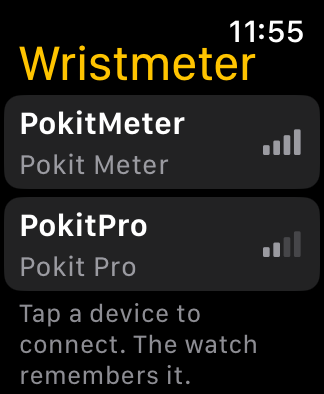 11:55
Wristmeter
PokitMeter
Pokit Meter
PokitPro
Pokit Pro
Tap a device to
connect. The watch
remembers it.